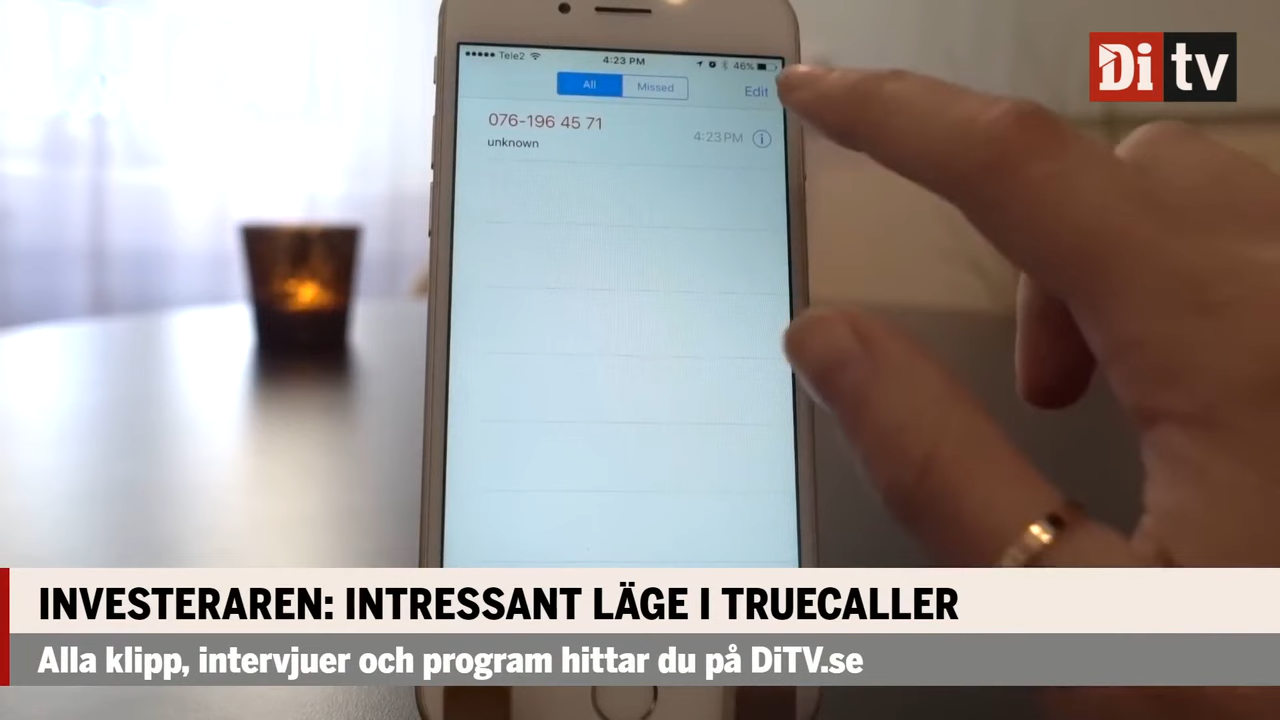 Di tv
Tele2 4:23 PM 46%
All Missed Edit
076-196 45 71
unknown 4:23 PM
INVESTERAREN: INTRESSANT LÄGE I TRUECALLER
Alla klipp, intervjuer och program hittar du på DiTV.se